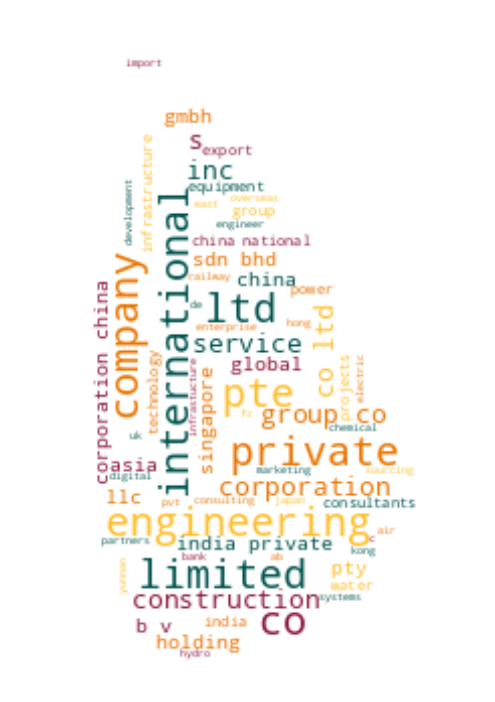 import
gmbh
s
export
infrastructure
inc
development
equipment
overseas
east
group
engineer
international
china national
sdn bhd
company
railway
china
corporation china
power
de
ltd
co ltd
hong
enterprise
service
technology
infrastucture
global
projects
electric
singapore
pte
fz
group co
chemical
uk
private
asia
marketing
sourcing
digital
corporation
llc
pvt
consulting
japan
consultants
engineering
air
partners
india private
c
kong
bank
ab
yunnan
limited
pty
water
construction
systems
b v
india
co
holding
hydro